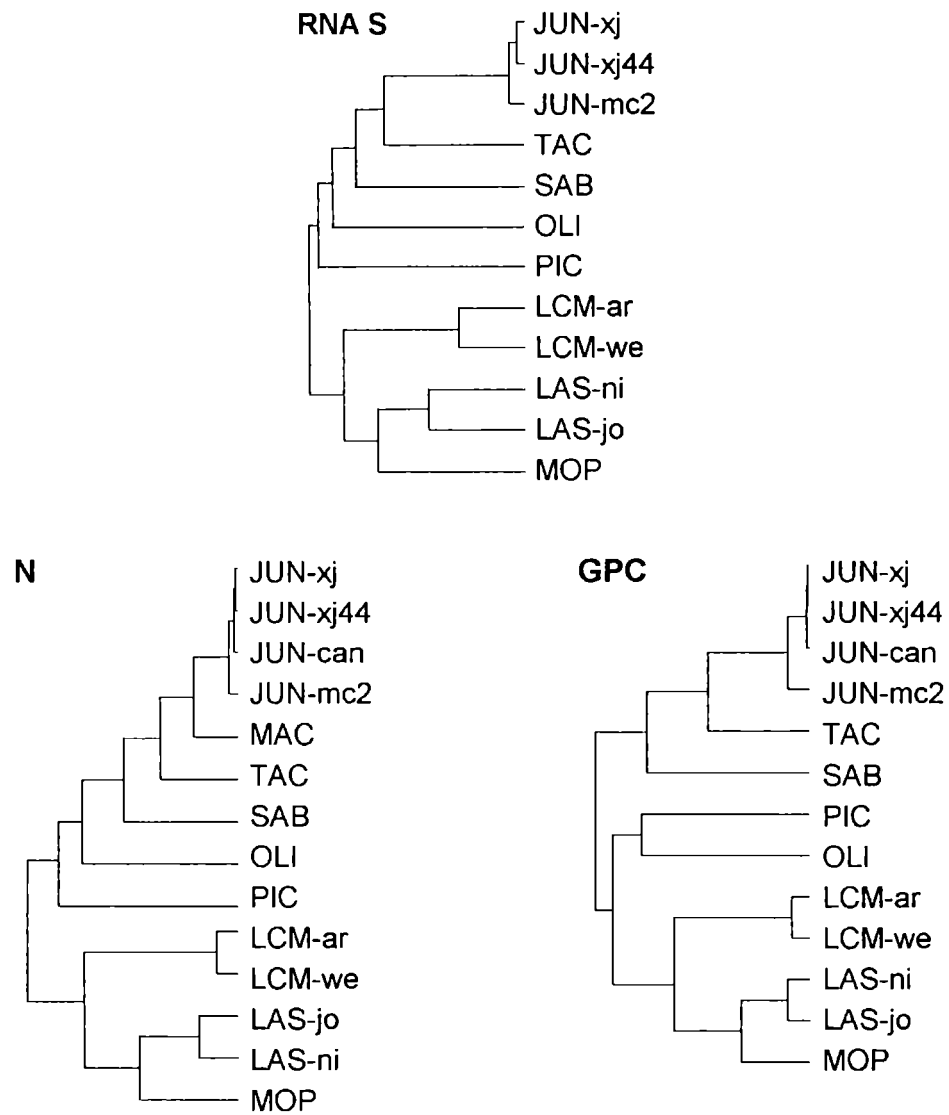 RNA S
JUN-xj
JUN-xj44
JUN-mc2
TAC
SAB
OLI
PIC
LCM-ar
LCM-we
LAS-ni
LAS-jo
MOP
N
JUN-xj
JUN-xj44
JUN-can
JUN-mc2
MAC
TAC
SAB
OLI
PIC
LCM-ar
LCM-we
LAS-jo
LAS-ni
MOP
GPC
JUN-xj
JUN-xj44
JUN-can
JUN-mc2
TAC
SAB
PIC
OLI
LCM-ar
LCM-we
LAS-ni
LAS-jo
MOP